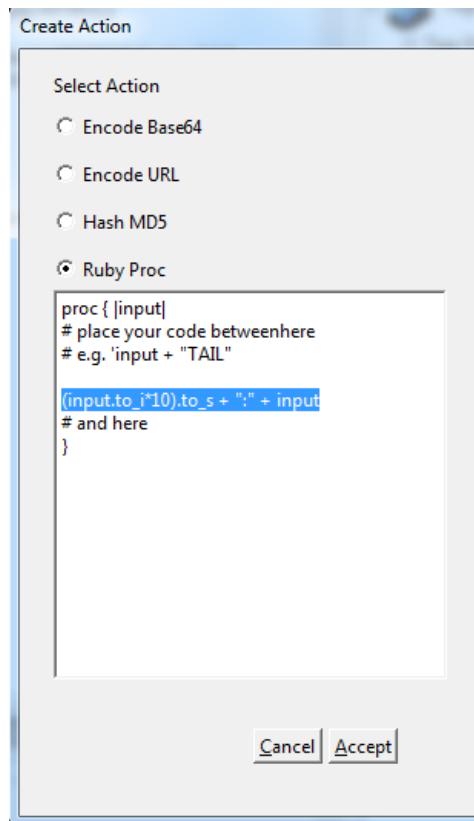 Create Action
Select Action
Encode Base64
Encode URL
Hash MD5
Ruby Proc
proc { |input|
# place your code betweenhere
# e.g. 'input + "TAIL"
(input.to_i*10).to_s + ":" + input
# and here
}
Cancel Accept